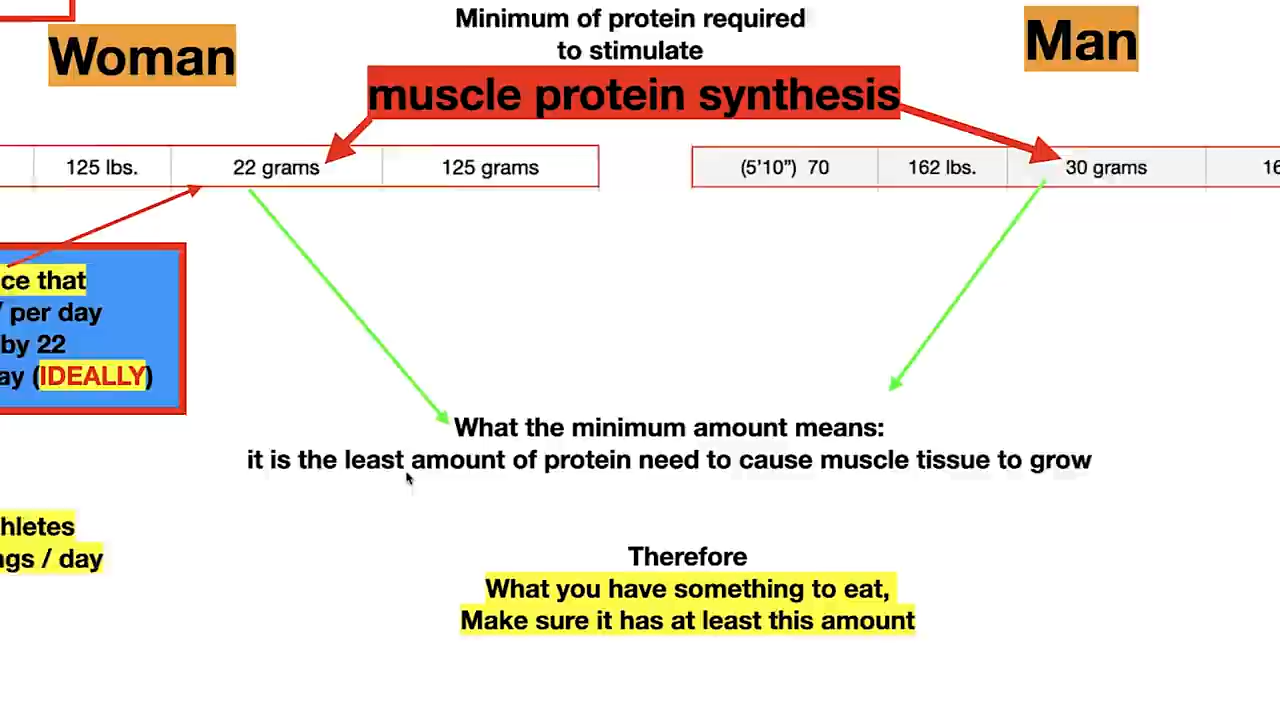 Minimum of protein required
to stimulate
muscle protein synthesis
Woman
Man
125 lbs. 22 grams 125 grams
(5'10") 70 162 lbs. 30 grams
ce that
/ per day
by 22
ay (IDEALLY)
What the minimum amount means:
it is the least amount of protein need to cause muscle tissue to grow
hletes
ngs / day
Therefore
What you have something to eat,
Make sure it has at least this amount